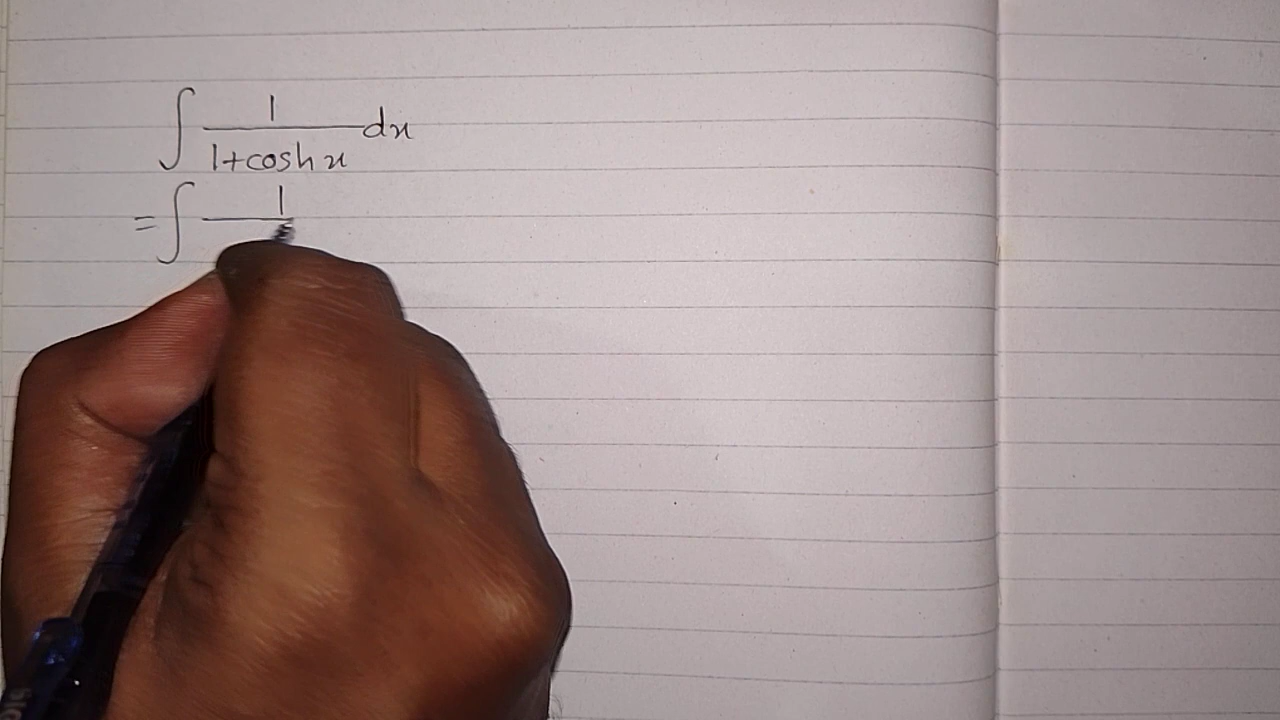 ∫ 1/(1+cosh x) dx
= ∫ 1/